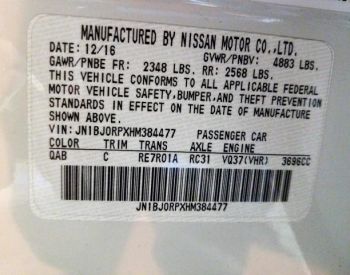 MANUFACTURED BY NISSAN MOTOR CO.,LTD.
DATE: 12/16 GVWR/PNBV: 4883 LBS.
GAWR/PNBE FR: 2348 LBS. RR: 2568 LBS.
THIS VEHICLE CONFORMS TO ALL APPLICABLE FEDERAL
MOTOR VEHICLE SAFETY,BUMPER,AND THEFT PREVENTION
STANDARDS IN EFFECT ON THE DATE OF MANUFACTURE
SHOWN ABOVE.
VIN:JN1BJ0RPXHM384477 PASSENGER CAR
COLOR TRIM TRANS AXLE ENGINE
QAB C RE7R01A RC31 VQ37(VHR) 3696CC
JN1BJ0RPXHM384477